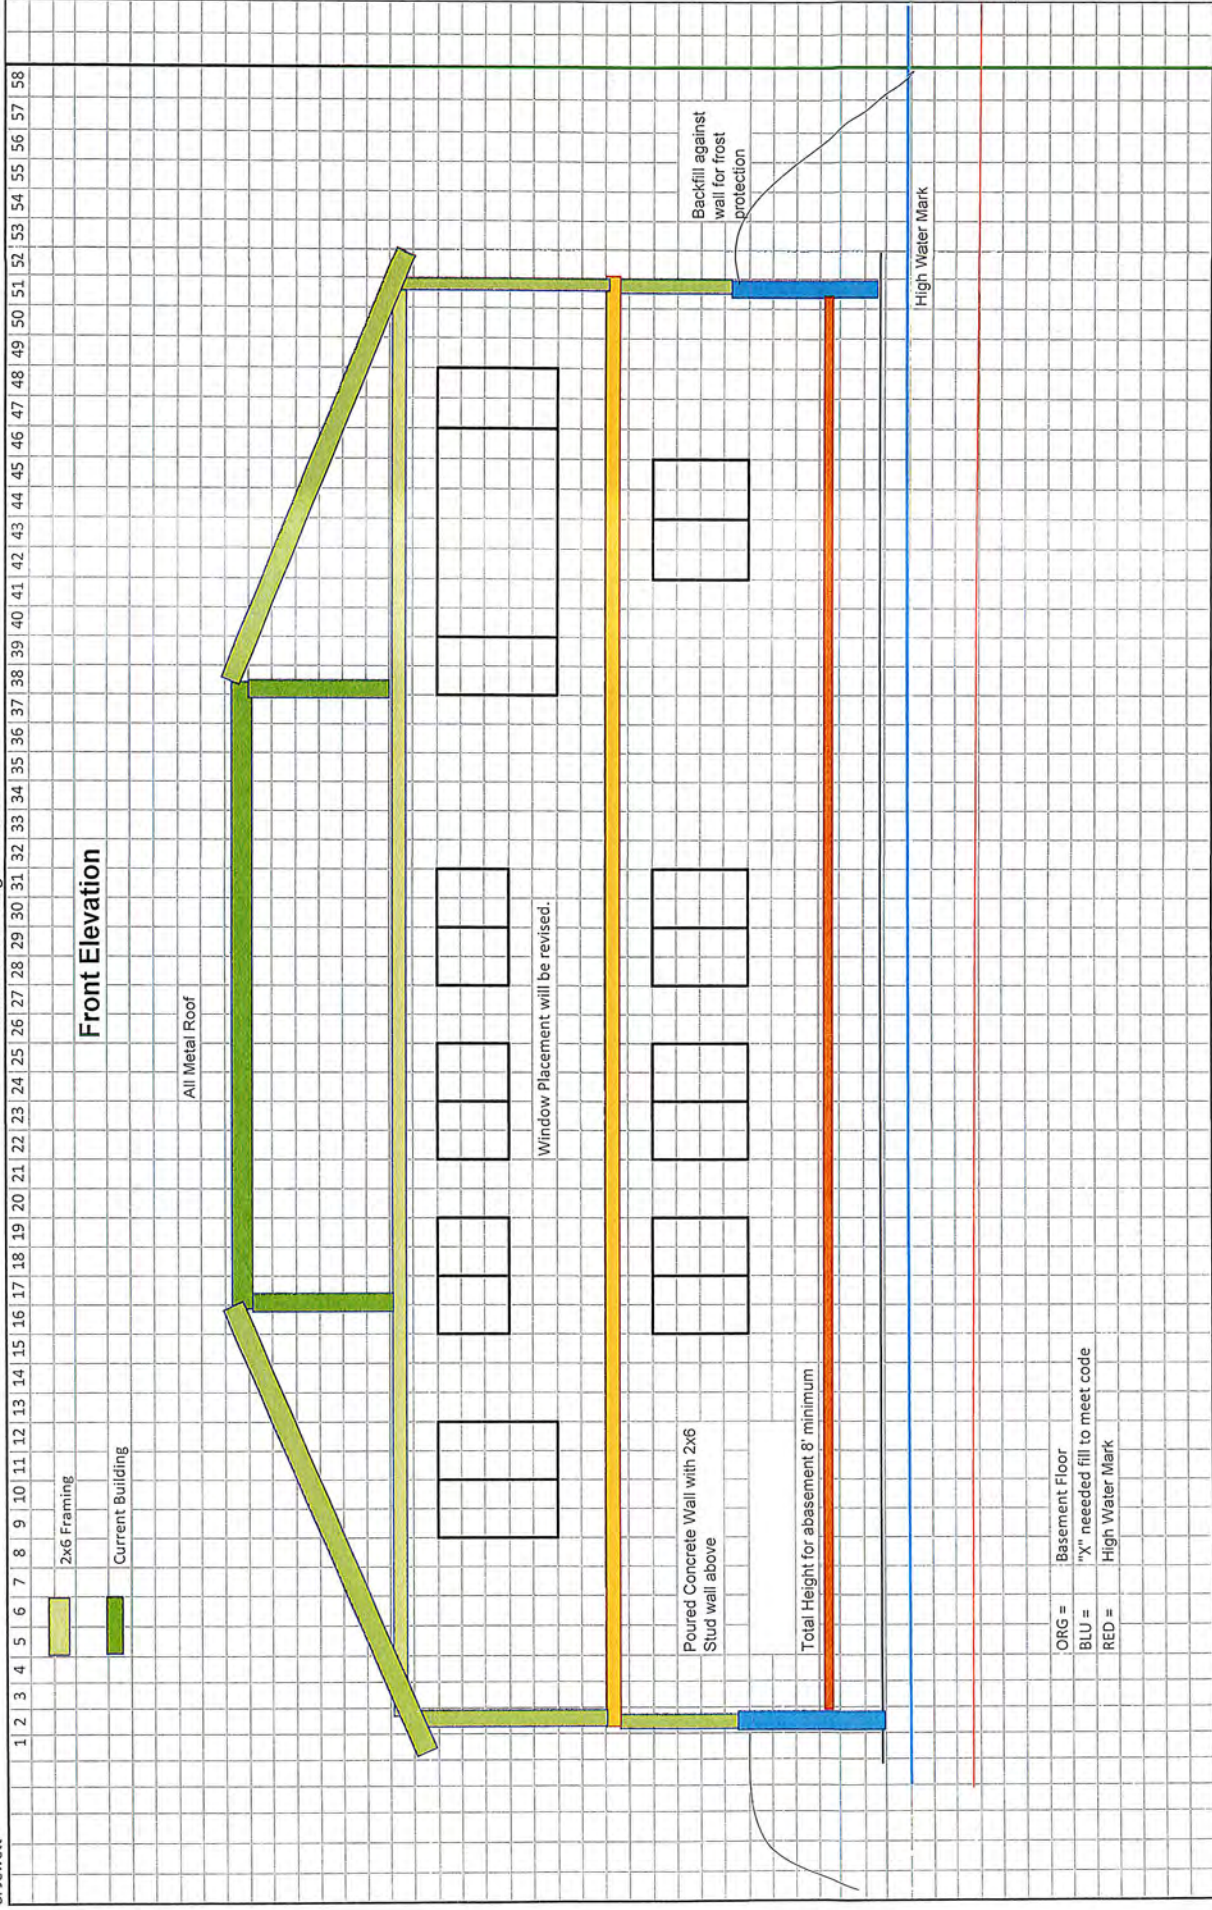 1 2 3 4 5 6 7 8 9 10 11 12 13 14 15 16 17 18 19 20 21 22 23 24 25 26 27 28 29 30 31 32 33 34 35 36 37 38 39 40 41 42 43 44 45 46 47 48 49 50 51 52 53 54 55 56 57 58
2x6 Framing
Front Elevation
Current Building
All Metal Roof
Window Placement will be revised.
Poured Concrete Wall with 2x6
Stud wall above
Backfill against
wall for frost
protection
Total Height for abasement 8' minimum
High Water Mark
ORG = Basement Floor
BLU = "X" neeeded fill to meet code
RED = High Water Mark